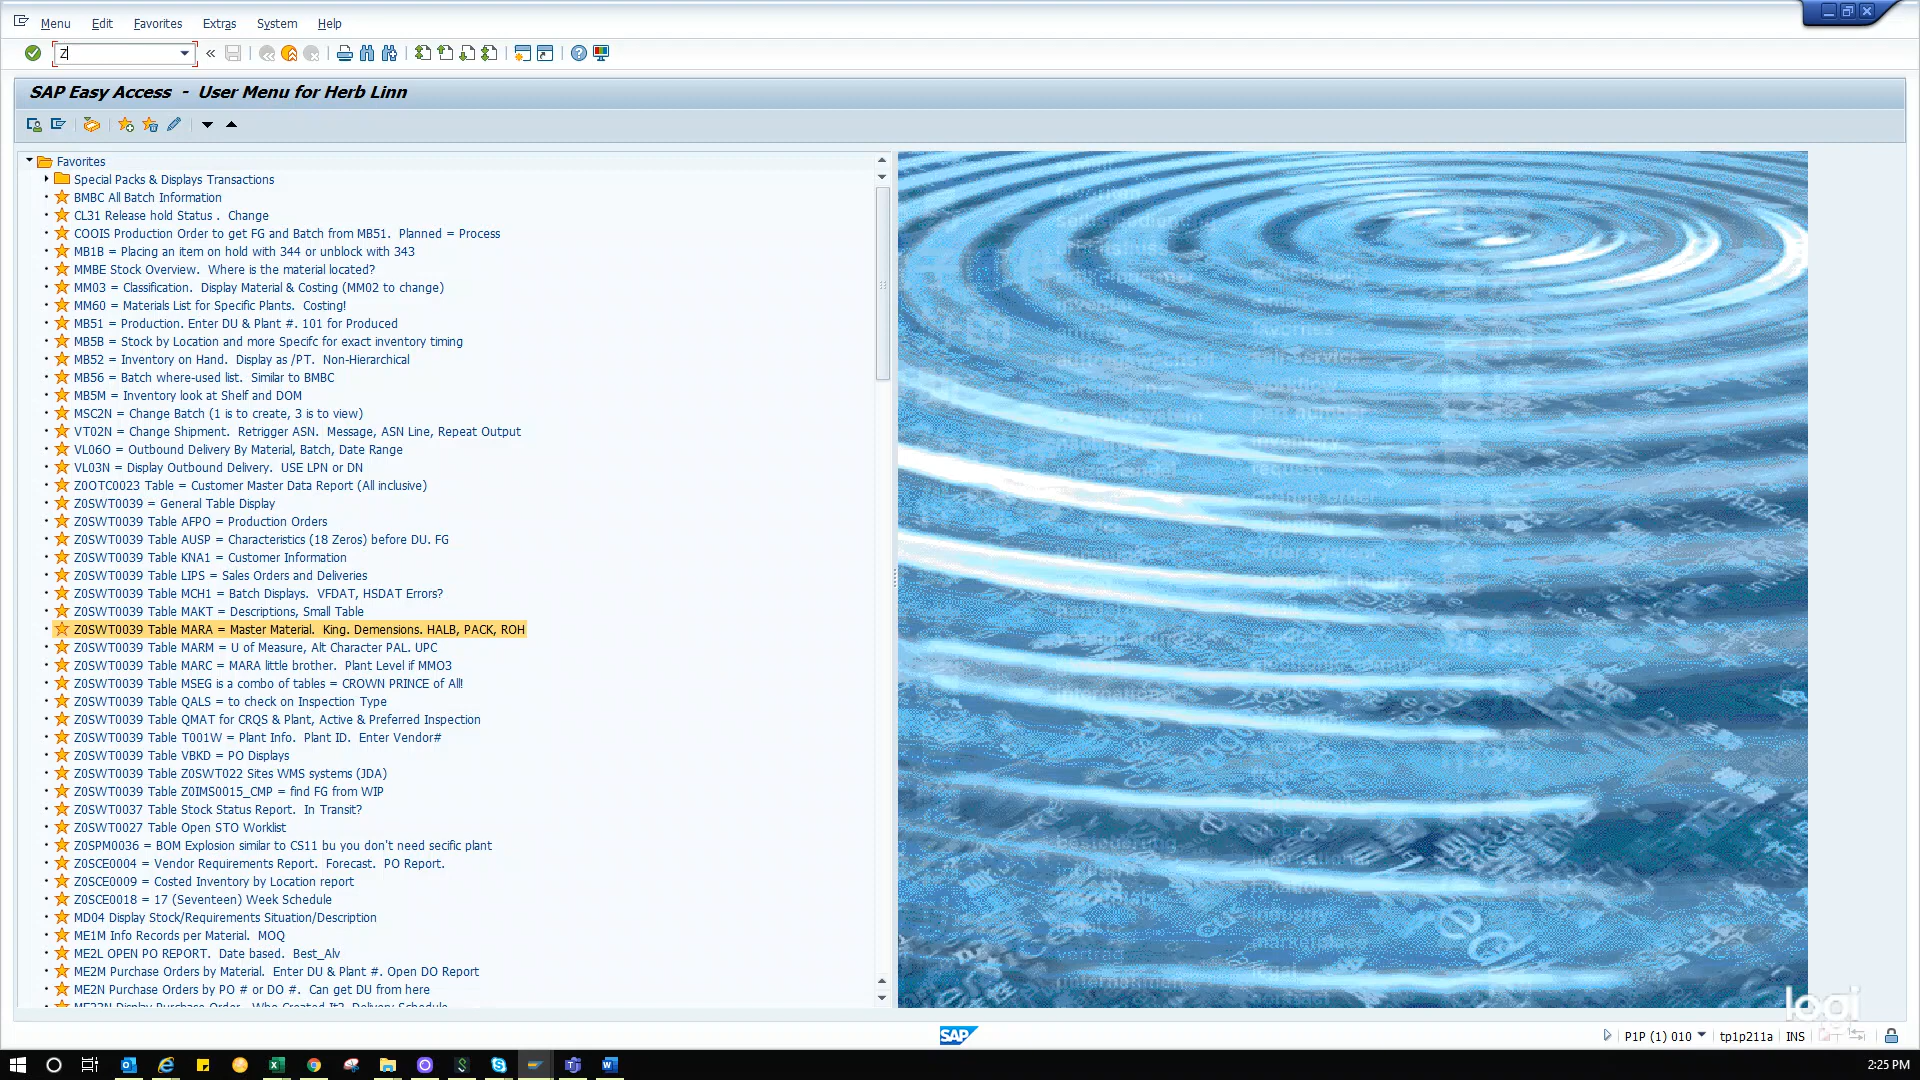 Menu Edit Favorites Extras System Help
Z
SAP Easy Access - User Menu for Herb Linn
Favorites
Special Packs & Displays Transactions
BMBC All Batch Information
CL31 Release hold Status . Change
COOIS Production Order to get FG and Batch from MB51. Planned = Process
MB1B = Placing an item on hold with 344 or unblock with 343
MMBE Stock Overview. Where is the material located?
MM03 = Classification. Display Material & Costing (MM02 to change)
MM60 = Materials List for Specific Plants. Costing!
MB51 = Production. Enter DU & Plant #. 101 for Produced
MB5B = Stock by Location and more Specifc for exact inventory timing
MB52 = Inventory on Hand. Display as /PT. Non-Hierarchical
MB56 = Batch where-used list. Similar to BMBC
MB5M = Inventory look at Shelf and DOM
MSC2N = Change Batch (1 is to create, 3 is to view)
VT02N = Change Shipment. Retrigger ASN. Message, ASN Line, Repeat Output
VL06O = Outbound Delivery By Material, Batch, Date Range
VL03N = Display Outbound Delivery. USE LPN or DN
Z0OTC0023 Table = Customer Master Data Report (All inclusive)
Z0SWT0039 = General Table Display
Z0SWT0039 Table AFPO = Production Orders
Z0SWT0039 Table AUSP = Characteristics (18 Zeros) before DU. FG
Z0SWT0039 Table KNA1 = Customer Information
Z0SWT0039 Table LIPS = Sales Orders and Deliveries
Z0SWT0039 Table MCH1 = Batch Displays. VFDAT, HSDAT Errors?
Z0SWT0039 Table MAKT = Descriptions, Small Table
Z0SWT0039 Table MARA = Master Material. King. Demensions. HALB, PACK, ROH
Z0SWT0039 Table MARM = U of Measure, Alt Character PAL. UPC
Z0SWT0039 Table MARC = MARA little brother. Plant Level if MMO3
Z0SWT0039 Table MSEG is a combo of tables = CROWN PRINCE of All!
Z0SWT0039 Table QALS = to check on Inspection Type
Z0SWT0039 Table QMAT for CRQS & Plant, Active & Preferred Inspection
Z0SWT0039 Table T001W = Plant Info. Plant ID. Enter Vendor#
Z0SWT0039 Table VBKD = PO Displays
Z0SWT0039 Table Z0SWT022 Sites WMS systems (JDA)
Z0SWT0039 Table Z0IMS0015_CMP = find FG from WIP
Z0SWT0037 Table Stock Status Report. In Transit?
Z0SWT0027 Table Open STO Worklist
Z0SPM0036 = BOM Explosion similar to CS11 bu you don't need secific plant
Z0SCE0004 = Vendor Requirements Report. Forecast. PO Report.
Z0SCE0009 = Costed Inventory by Location report
Z0SCE0018 = 17 (Seventeen) Week Schedule
MD04 Display Stock/Requirements Situation/Description
ME1M Info Records per Material. MOQ
ME2L OPEN PO REPORT. Date based. Best_Alv
ME2M Purchase Orders by Material. Enter DU & Plant #. Open DO Report
ME2N Purchase Orders by PO # or DO #. Can get DU from here
ME23N Display Purchase Order. Who Created It? Delivery Schedule
logi
SAP
P1P (1) 010 tp1p211a INS
2:25 PM